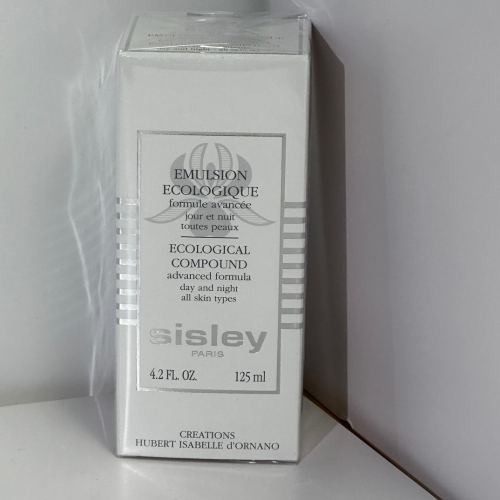 EMULSION
ECOLOGIQUE
formule avancée
jour et nuit
toutes peaux
ECOLOGICAL
COMPOUND
advanced formula
day and night
all skin types
sisley
PARIS
4.2 FL. OZ. 125 ml
CREATIONS
HUBERT ISABELLE d'ORNANO